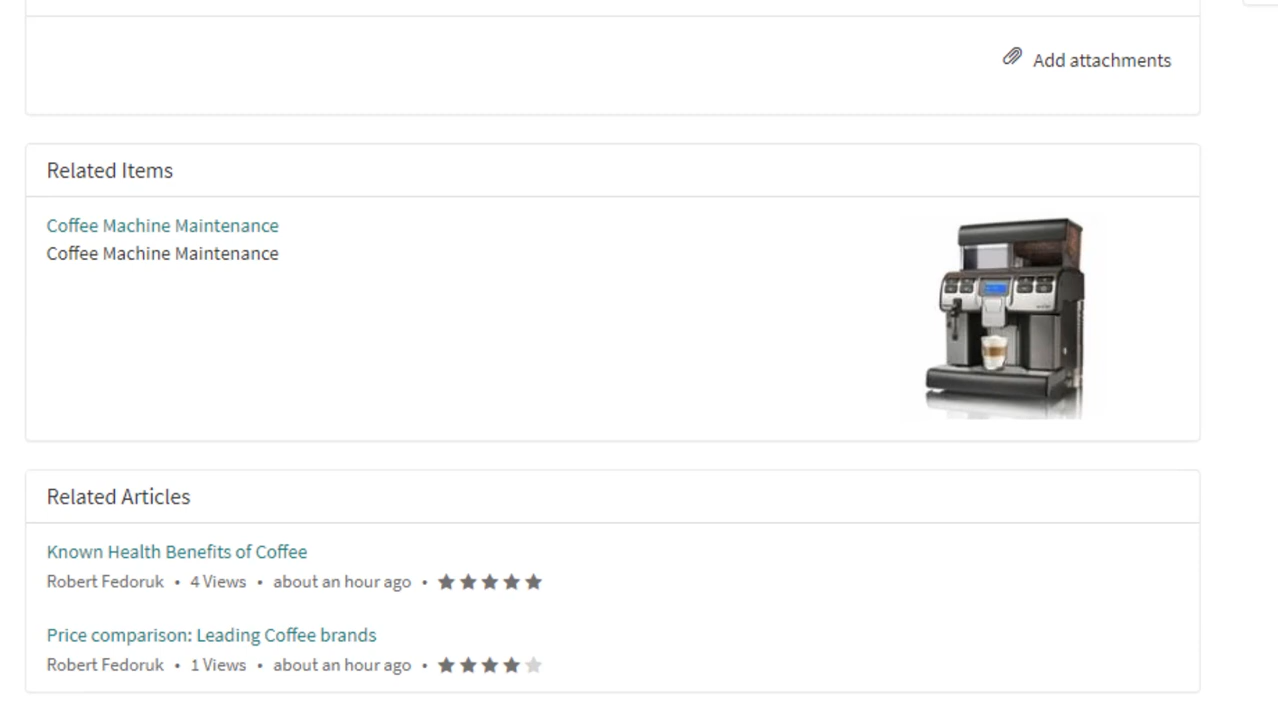 Add attachments
Related Items
Coffee Machine Maintenance
Coffee Machine Maintenance
Related Articles
Known Health Benefits of Coffee
Robert Fedoruk • 4 Views • about an hour ago •
Price comparison: Leading Coffee brands
Robert Fedoruk • 1 Views • about an hour ago •